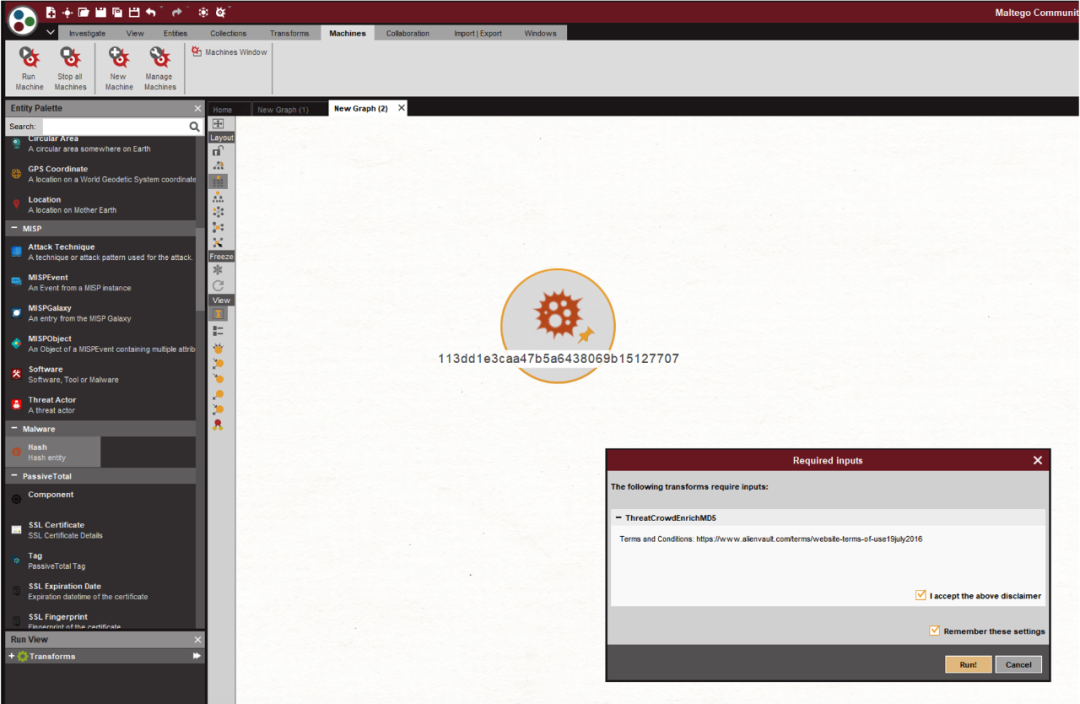 Maltego Communit
Investigate View Entities Collections Transforms Machines Collaboration Import | Export Windows
Run Machine
Stop all Machines
New Machine
Manage Machines
Machines Window
Entity Palette
Home New Graph (1) New Graph (2)
Search:
Layout
Circular Area
A circular area somewhere on Earth
GPS Coordinate
A location on a World Geodetic System coordinate
Location
A location on Mother Earth
MISP
Attack Technique
A technique or attack pattern used for the attack.
Freeze
MISPEvent
An Event from a MISP instance
View
MISPGalaxy
An entry from the MISP Galaxy
MISPObject
An Object of a MISPEvent containing multiple attrib
113dd1e3caa47b5a6438069b15127707
Software
Software, Tool or Malware
Threat Actor
A threat actor
Malware
Hash
Hash entity
PassiveTotal
Component
SSL Certificate
SSL Certificate Details
Tag
PassiveTotal Tag
SSL Expiration Date
Expiration datetime of the certificate
SSL Fingerprint
Fingerprint of the certificate
Run View
Transforms
Required inputs
The following transforms require inputs:
ThreatCrowdEnrichMD5
Terms and Conditions: https://www.alienvault.com/terms/website-terms-of-use19july2016
I accept the above disclaimer
Remember these settings
Run! Cancel